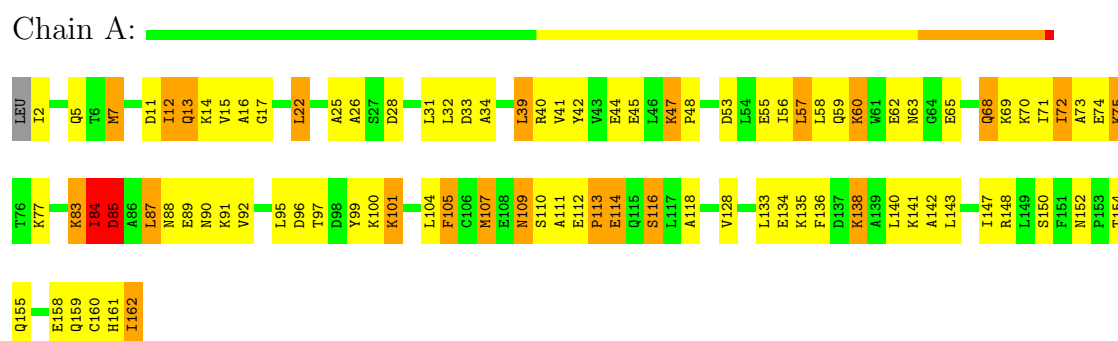 Chain A:
LEU I2 Q5 T6 M7 D11 I12 Q13 K14 V15 A16 G17 L22 A25 A26 S27 D28 L31 L32 D33 A34 L39 R40 V41 Y42 V43 E44 E45 L46 K47 P48 D53 L54 E55 I56 L57 L58 Q59 K60 W61 E62 N63 G64 E65 Q68 K69 K70 I71 I72 A73 E74 K75
T76 K77 K83 I84 D85 A86 L87 N88 E89 N90 K91 V92 L95 D96 T97 D98 Y99 K100 K101 L104 F105 C106 M107 E108 N109 S110 A111 E112 P113 E114 Q115 S116 L117 A118 V128 L133 E134 K135 F136 D137 K138 A139 L140 K141 A142 L143 I147 R148 L149 S150 F151 N152 P153 T154
Q155 E158 Q159 C160 H161 I162